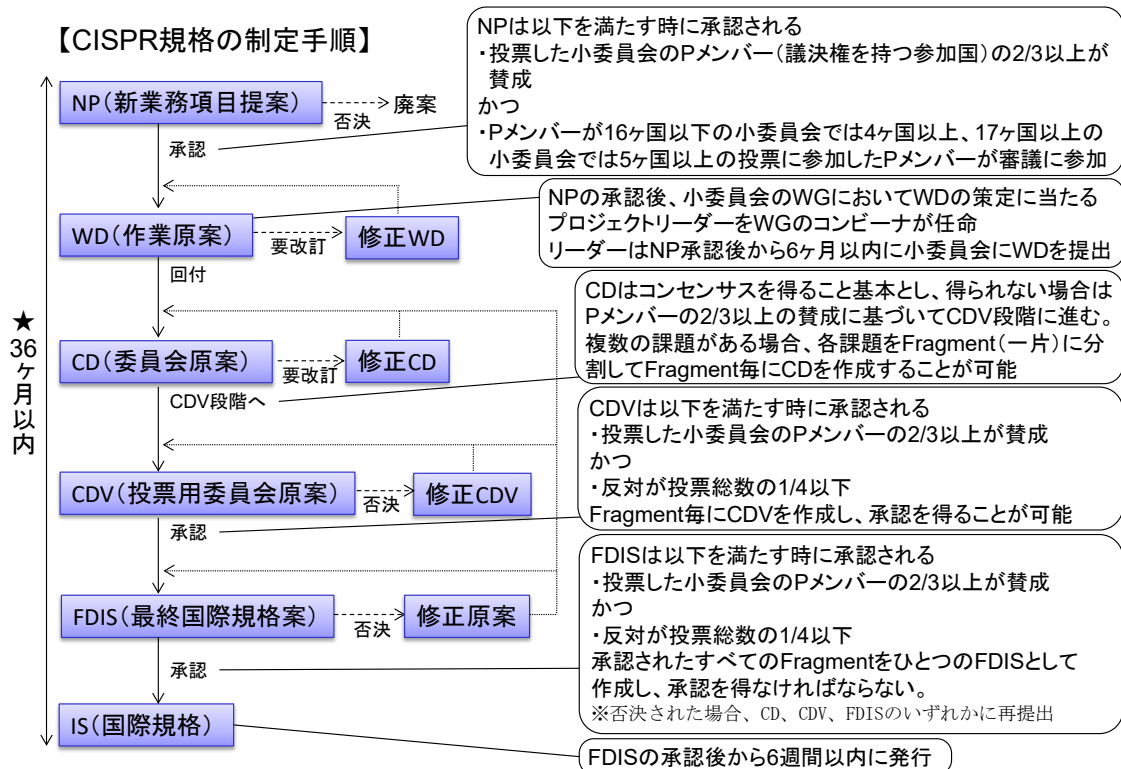 【CISPR規格の制定手順】
★36ヶ月以内
NP(新業務項目提案)
否決
廃案
承認
NPは以下を満たす時に承認される
・投票した小委員会のPメンバー(議決権を持つ参加国)の2/3以上が
賛成
かつ
・Pメンバーが16ヶ国以下の小委員会では4ヶ国以上、17ヶ国以上の
小委員会では5ヶ国以上の投票に参加したPメンバーが審議に参加
WD(作業原案)
要改訂
修正WD
回付
NPの承認後、小委員会のWGにおいてWDの策定に当たる
プロジェクトリーダーをWGのコンビーナが任命
リーダーはNP承認後から6ヶ月以内に小委員会にWDを提出
CD(委員会原案)
要改訂
修正CD
CDV段階へ
CDはコンセンサスを得ること基本とし、得られない場合は
Pメンバーの2/3以上の賛成に基づいてCDV段階に進む。
複数の課題がある場合、各課題をFragment(一片)に分
割してFragment毎にCDを作成することが可能
CDV(投票用委員会原案)
否決
修正CDV
承認
CDVは以下を満たす時に承認される
・投票した小委員会のPメンバーの2/3以上が賛成
かつ
・反対が投票総数の1/4以下
Fragment毎にCDVを作成し、承認を得ることが可能
FDIS(最終国際規格案)
否決
修正原案
承認
FDISは以下を満たす時に承認される
・投票した小委員会のPメンバーの2/3以上が賛成
かつ
・反対が投票総数の1/4以下
承認されたすべてのFragmentをひとつのFDISとして
作成し、承認を得なければならない。
※否決された場合、CD、CDV、FDISのいずれかに再提出
IS(国際規格)
FDISの承認後から6週間以内に発行